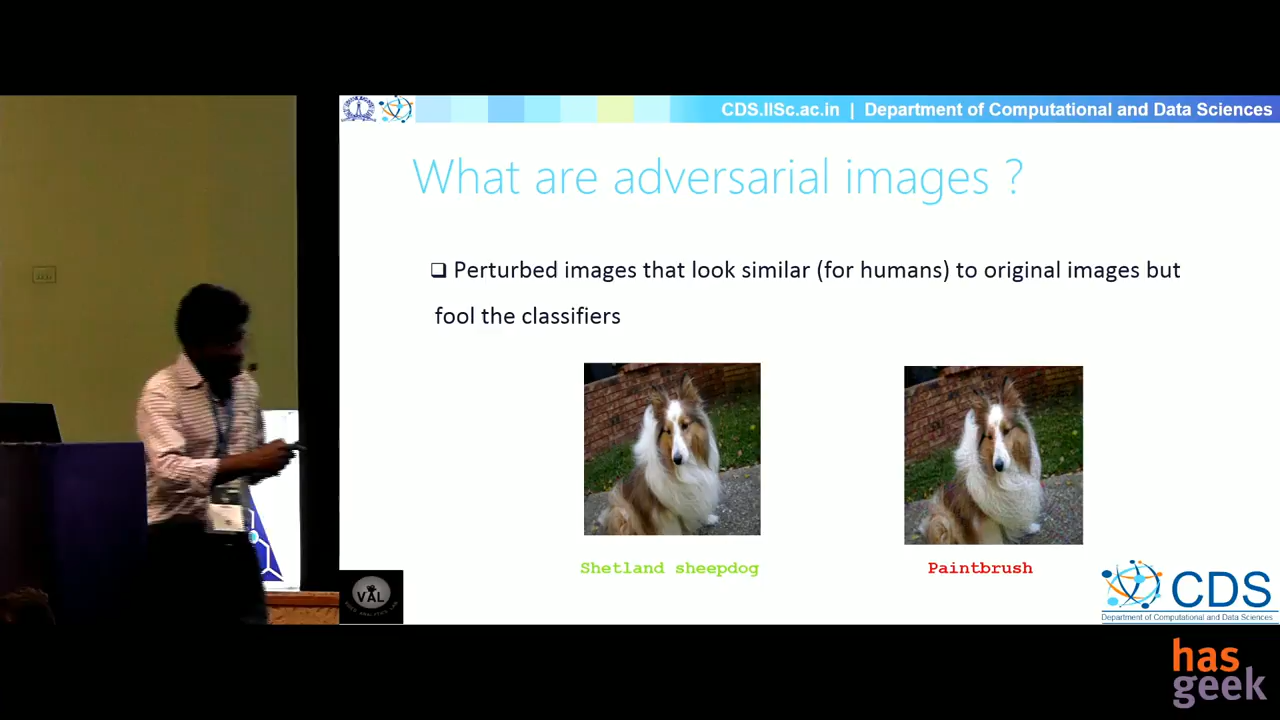 CDS.IISc.ac.in | Department of Computational and Data Sciences
What are adversarial images ?
Perturbed images that look similar (for humans) to original images but
fool the classifiers
Shetland sheepdog
Paintbrush
VAL
CDS
Department of Computational and Data Sciences
has
geek